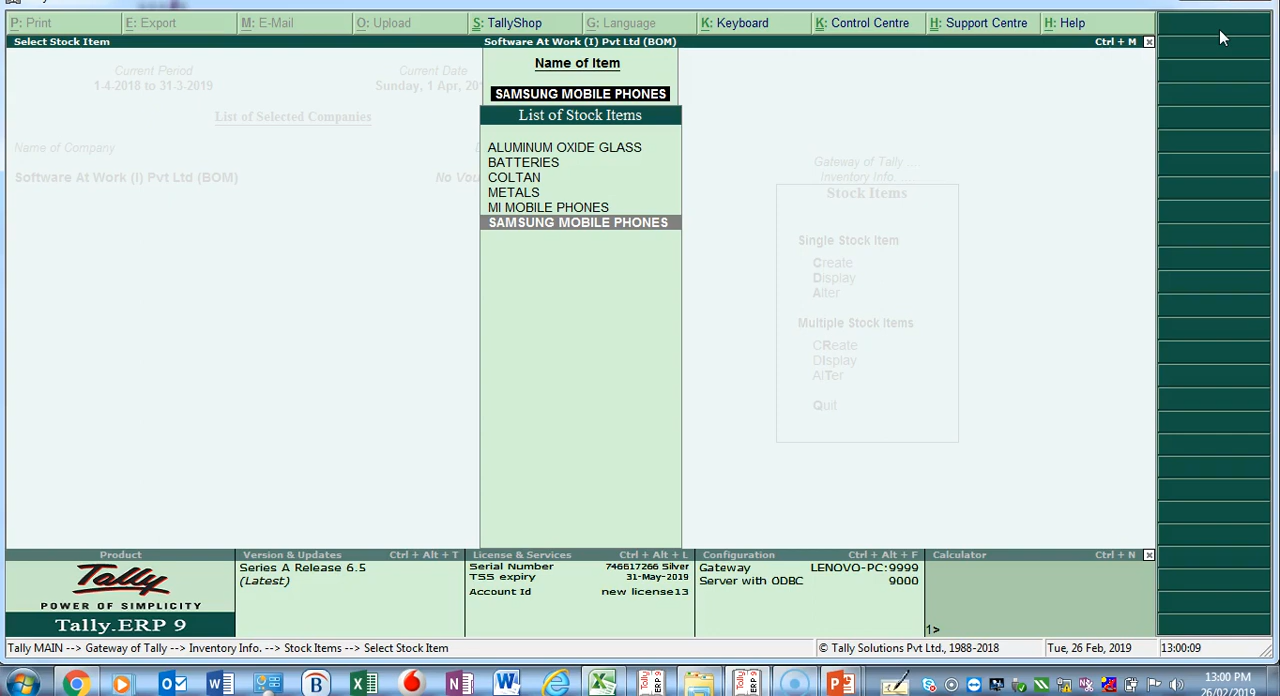 P: Print E: Export M: E-Mail O: Upload S: TallyShop G: Language K: Keyboard K: Control Centre H: Support Centre H: Help
Select Stock Item Software At Work (I) Pvt Ltd (BOM) Ctrl + M
Current Period Current Date
1-4-2018 to 31-3-2019 Sunday, 1 Apr,
List of Selected Companies
Name of Company
Software At Work (I) Pvt Ltd (BOM) No
Name of Item
SAMSUNG MOBILE PHONES
List of Stock Items
ALUMINUM OXIDE GLASS
BATTERIES
COLTAN
METALS
MI MOBILE PHONES
SAMSUNG MOBILE PHONES
Gateway of Tally ...
Inventory Info...
Stock Items
Single Stock Item
Create
Display
Alter
Multiple Stock Items
CReate
DIsplay
AlTer
Quit
Product
Tally
POWER OF SIMPLICITY
Tally.ERP 9
Version & Updates Ctrl + Alt + T
Series A Release 6.5
(Latest)
License & Services Ctrl + Alt + L
Serial Number 746617266 Silver
TSS expiry 31-May-2019
Account Id new license13
Configuration Ctrl + Alt + F
Gateway LENOVO-PC:9999
Server with ODBC 9000
Calculator Ctrl + N
1>
Tally MAIN --> Gateway of Tally --> Inventory Info. --> Stock Items --> Select Stock Item © Tally Solutions Pvt Ltd., 1988-2018 Tue, 26 Feb, 2019 13:00:09
13:00 PM
26/02/2019